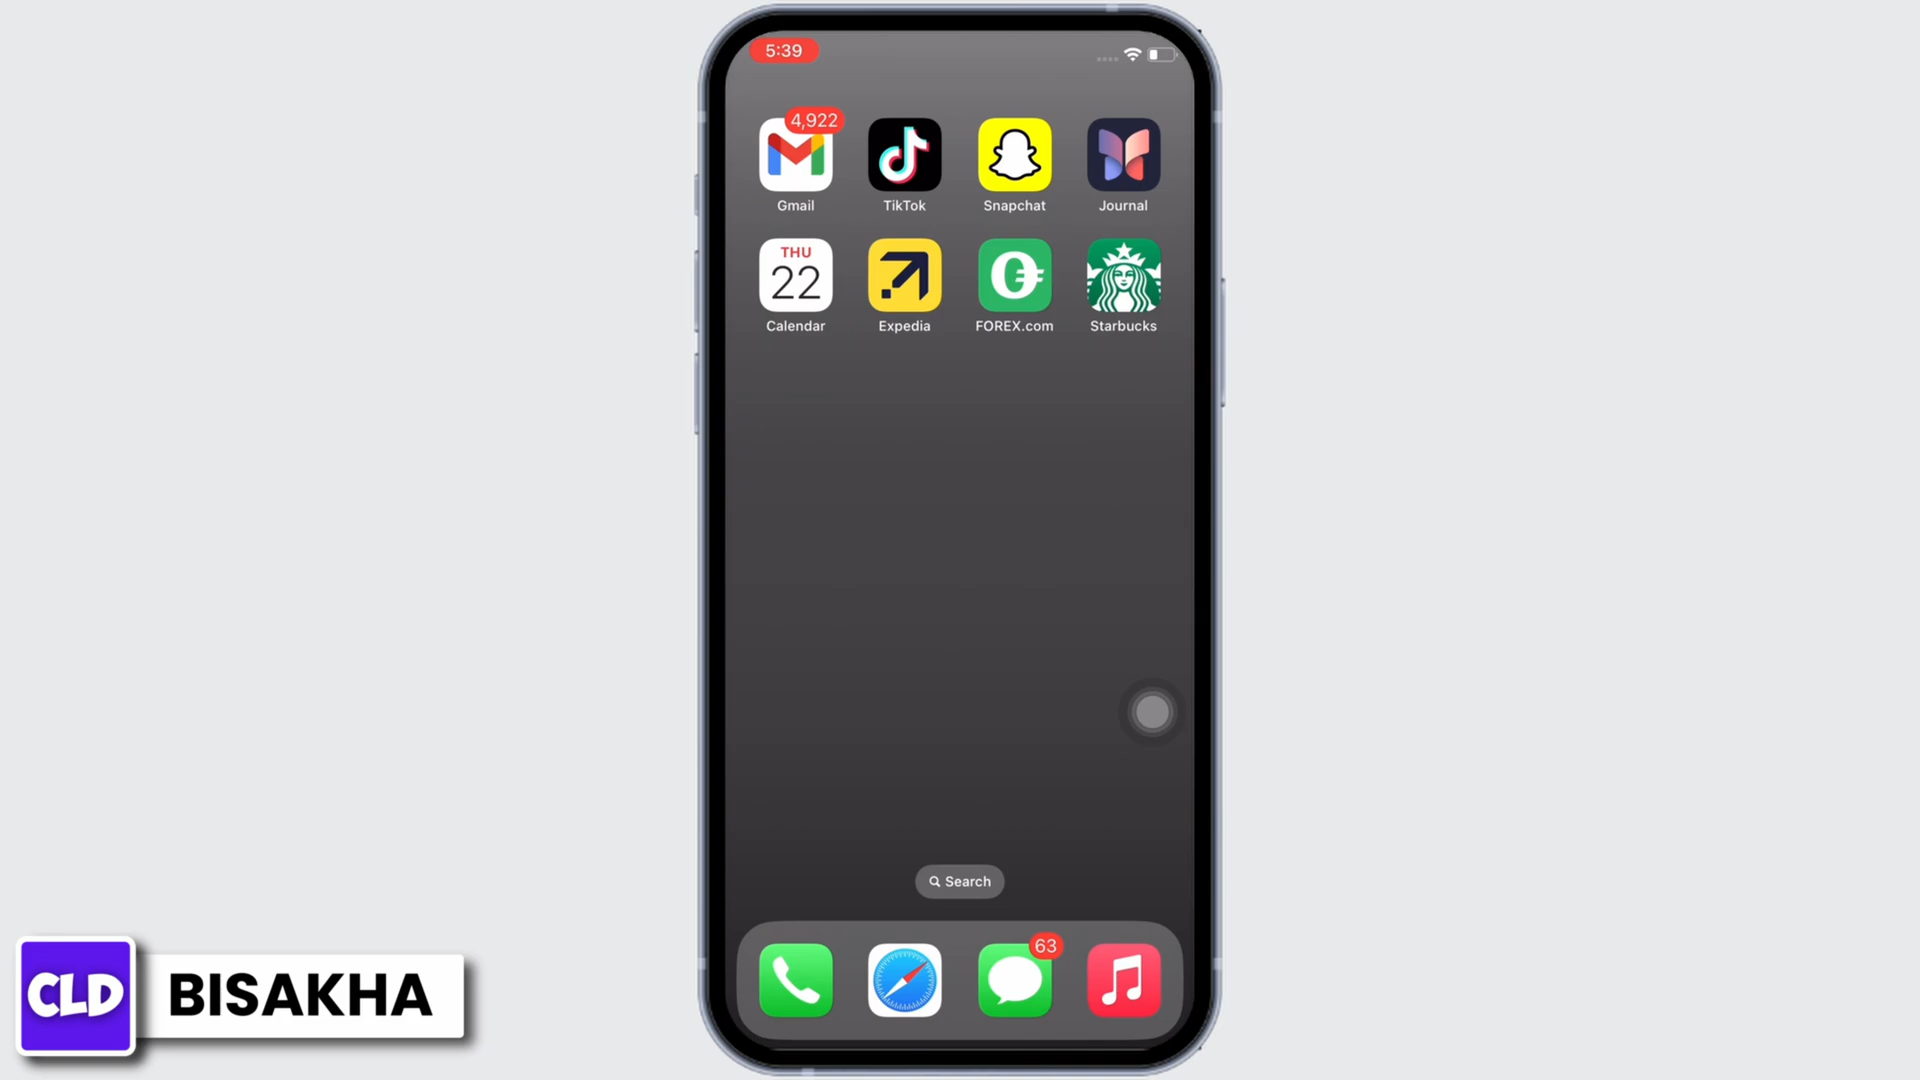 5:39
4,922
Gmail TikTok Snapchat Journal
THU
22
Calendar Expedia FOREX.com Starbucks
Search
63
CLD BISAKHA